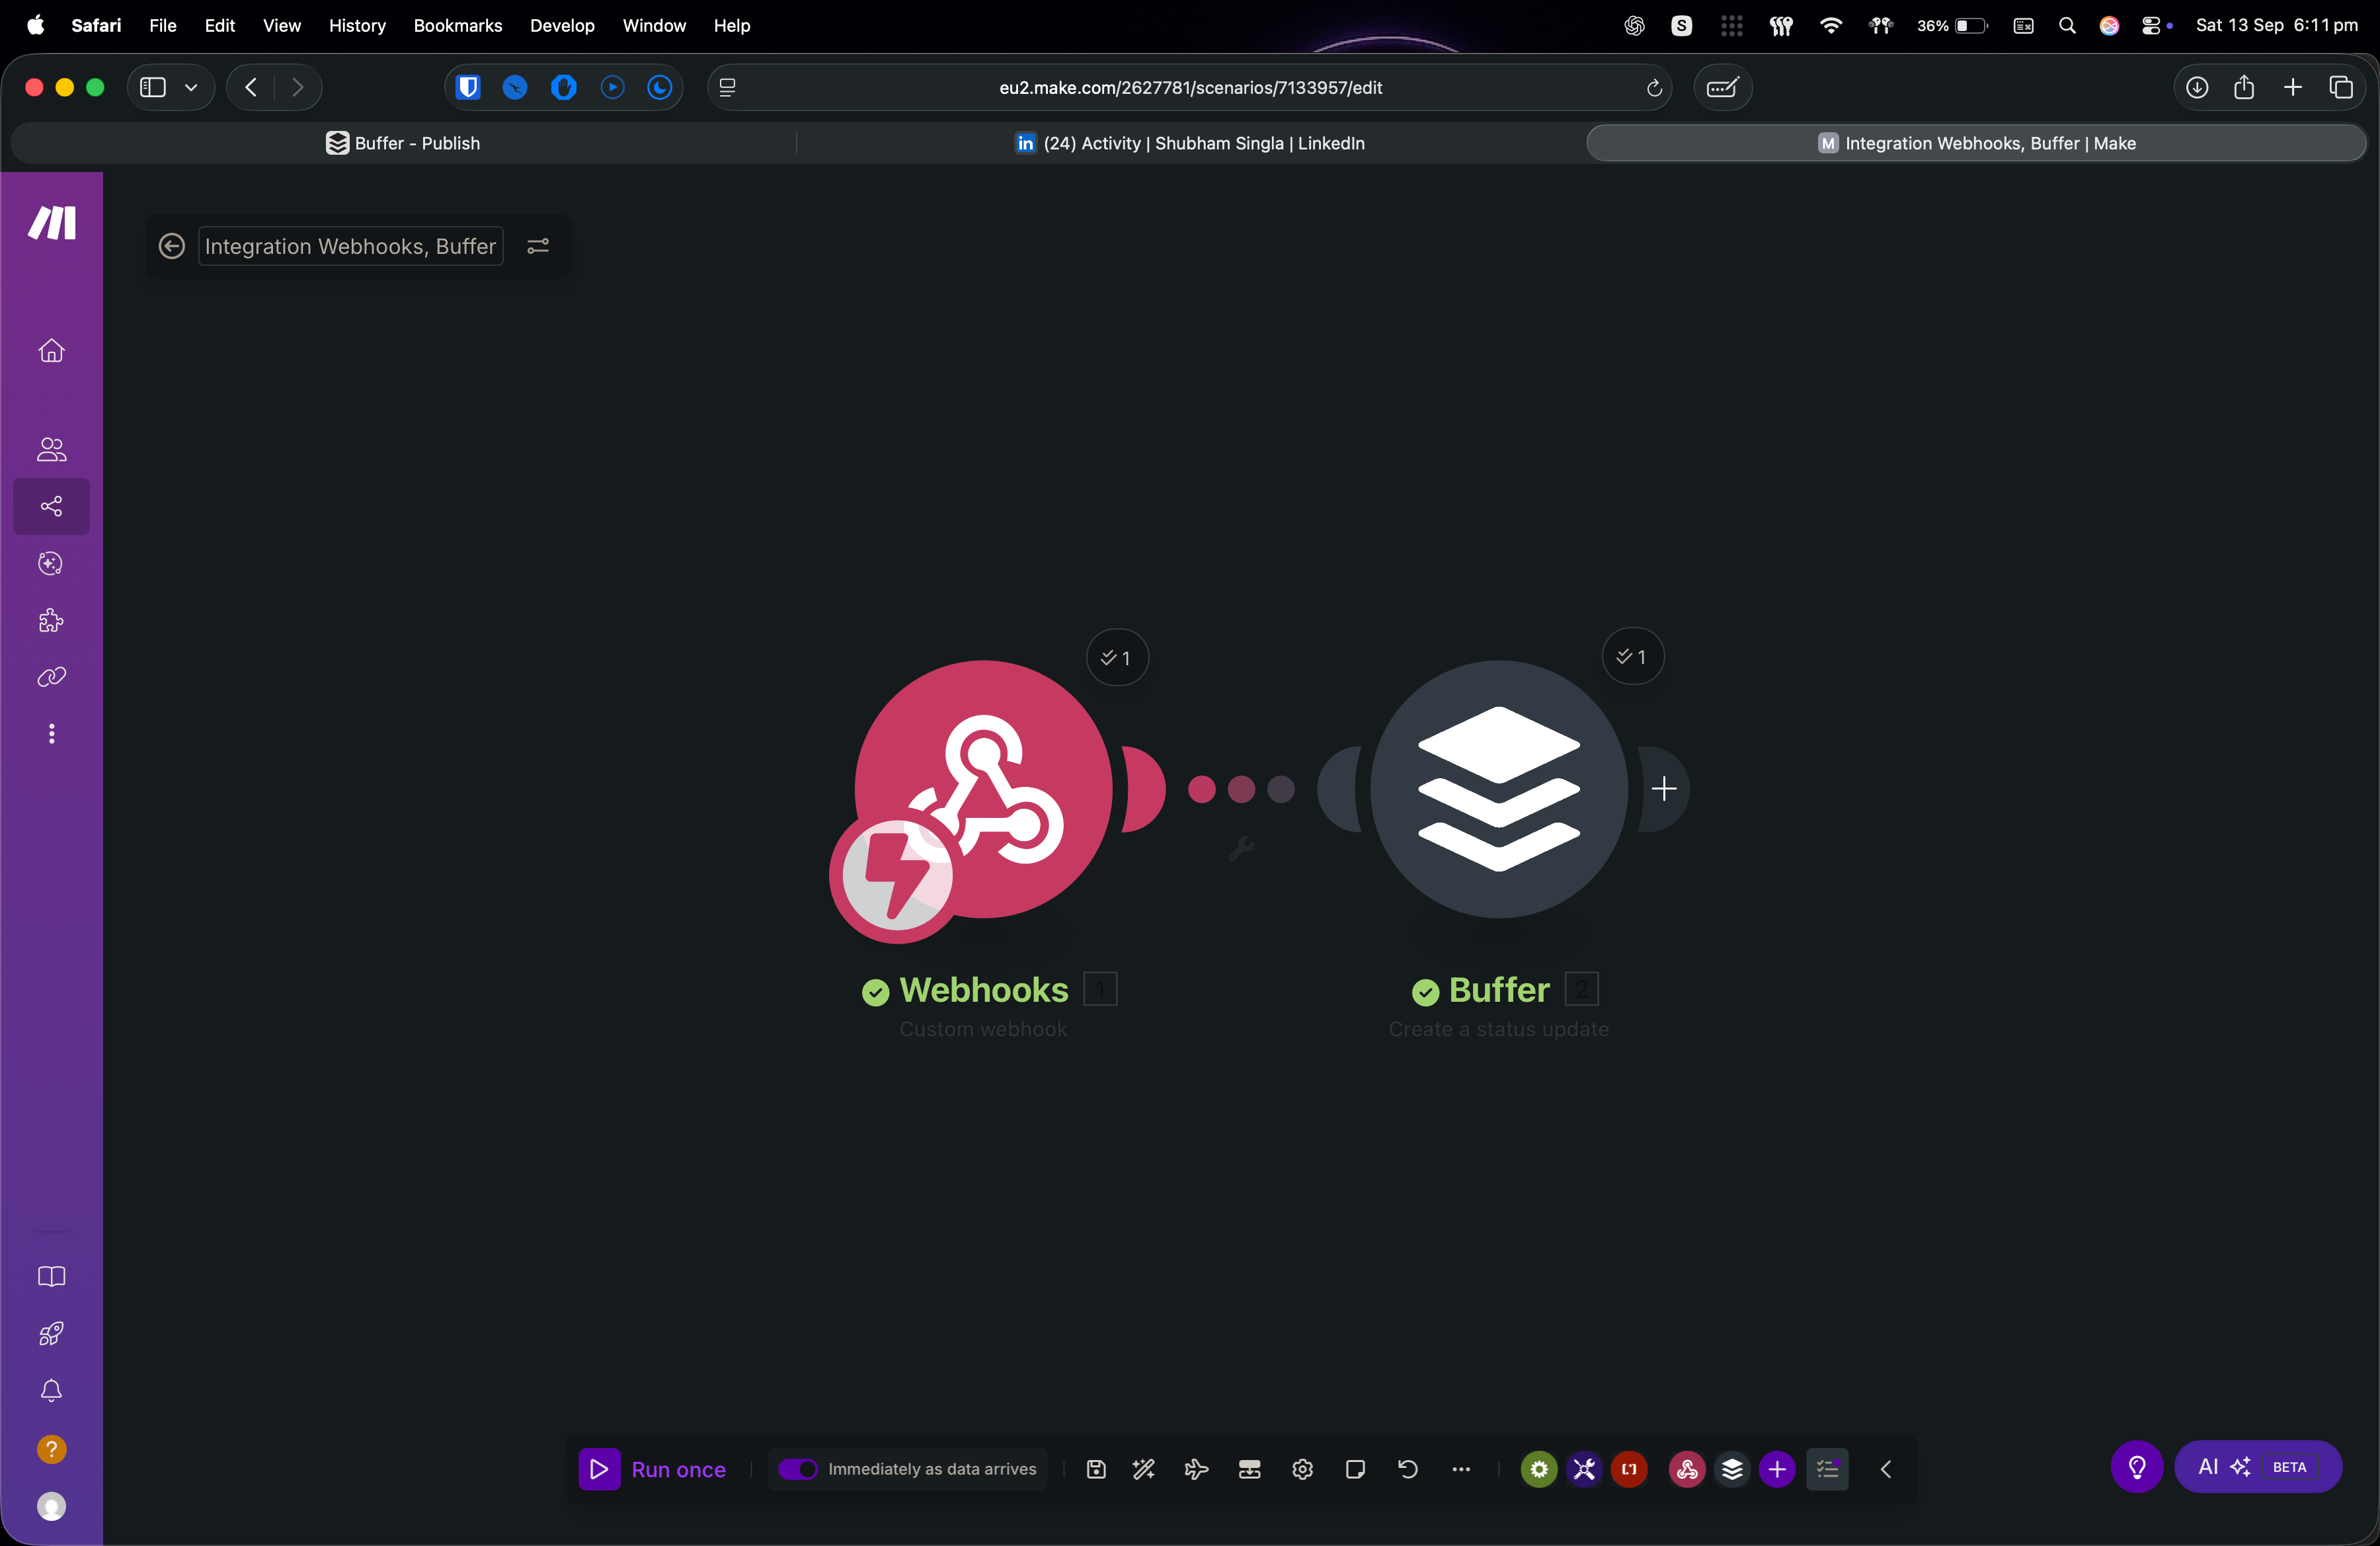 Safari File Edit View History Bookmarks Develop Window Help
S 36% Sat 13 Sep 6:11 pm
eu2.make.com/2627781/scenarios/7133957/edit
Buffer - Publish
in (24) Activity | Shubham Singla | LinkedIn
M Integration Webhooks, Buffer | Make
Integration Webhooks, Buffer
1
1
Webhooks 1
Custom webhook
Buffer 2
Create a status update
?
Run once
Immediately as data arrives
AI BETA